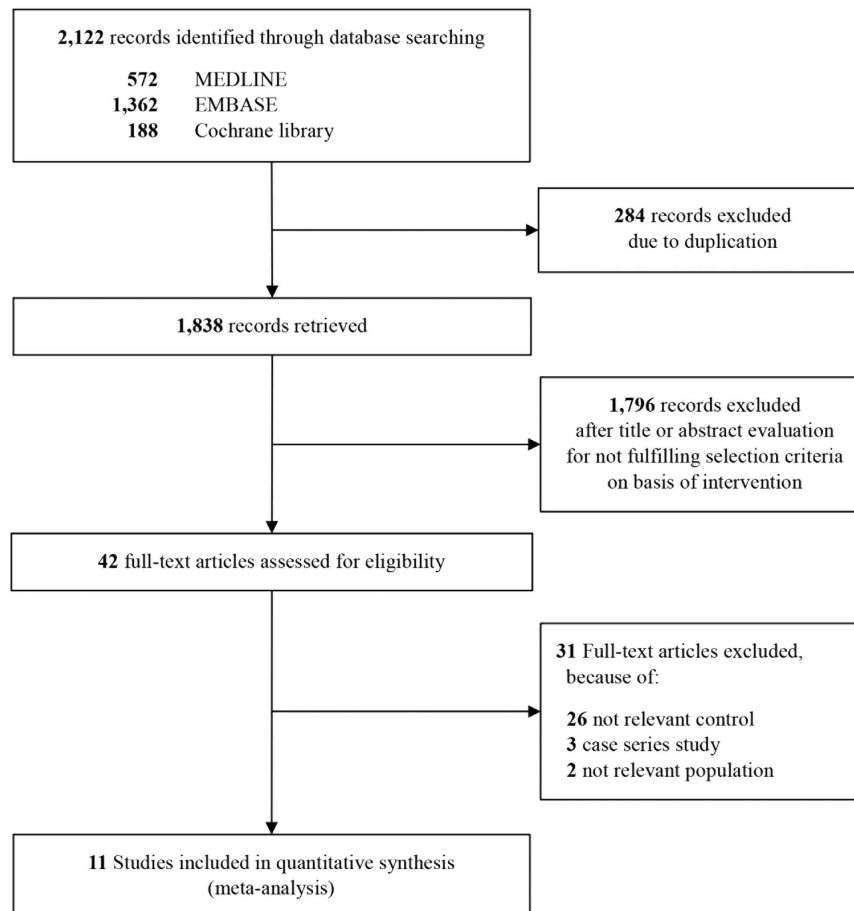 2,122 records identified through database searching
572 MEDLINE
1,362 EMBASE
188 Cochrane library
284 records excluded
due to duplication
1,838 records retrieved
1,796 records excluded
after title or abstract evaluation
for not fulfilling selection criteria
on basis of intervention
42 full-text articles assessed for eligibility
31 Full-text articles excluded,
because of:
26 not relevant control
3 case series study
2 not relevant population
11 Studies included in quantitative synthesis
(meta-analysis)